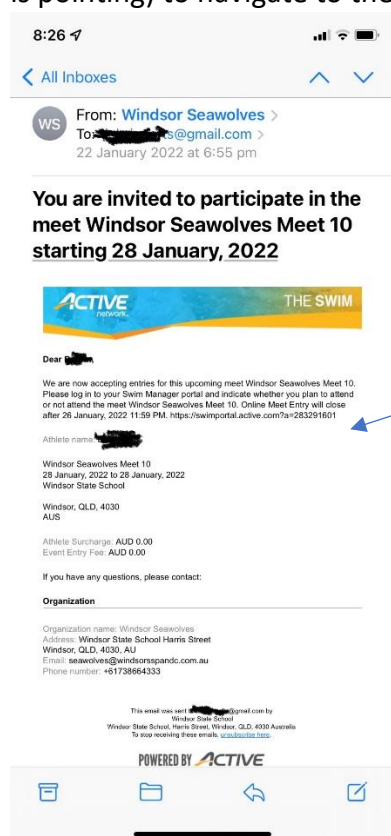 is pointing) to navigate to the
8:26
All Inboxes
WS
From: Windsor Seawolves
To: s@gmail.com
22 January 2022 at 6:55 pm
You are invited to participate in the
meet Windsor Seawolves Meet 10
starting 28 January, 2022
ACTIVE network. THE SWIM
Dear
We are now accepting entries for this upcoming meet Windsor Seawolves Meet 10.
Please log in to your Swim Manager portal and indicate whether you plan to attend
or not attend the meet Windsor Seawolves Meet 10. Online Meet Entry will close
after 26 January, 2022 11:59 PM. https://swimportal.active.com?a=283291601
Athlete name:
Windsor Seawolves Meet 10
28 January, 2022 to 28 January, 2022
Windsor State School
Windsor, QLD, 4030
AUS
Athlete Surcharge: AUD 0.00
Event Entry Fee: AUD 0.00
If you have any questions, please contact:
Organization
Organization name: Windsor Seawolves
Address: Windsor State School Harris Street
Windsor, QLD, 4030, AU
Email: seawolves@windsorsspandc.com.au
Phone number: +61738664333
This email was sent @gmail.com by
Windsor State School
Windsor State School, Harris Street, Windsor, QLD, 4030 Australia
To stop receiving these emails, unsubscribe here.
POWERED BY ACTIVE